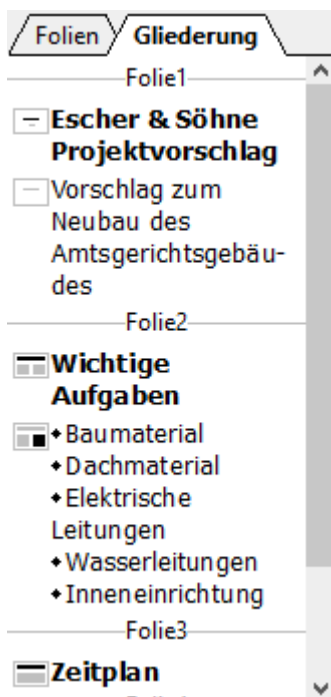 Folien Gliederung
Folie1
Escher & Söhne
Projektvorschlag
Vorschlag zum
Neubau des
Amtsgerichtsgebäu-
des
Folie2
Wichtige
Aufgaben
◆Baumaterial
◆Dachmaterial
◆Elektrische
Leitungen
◆Wasserleitungen
◆Inneneinrichtung
Folie3
Zeitplan